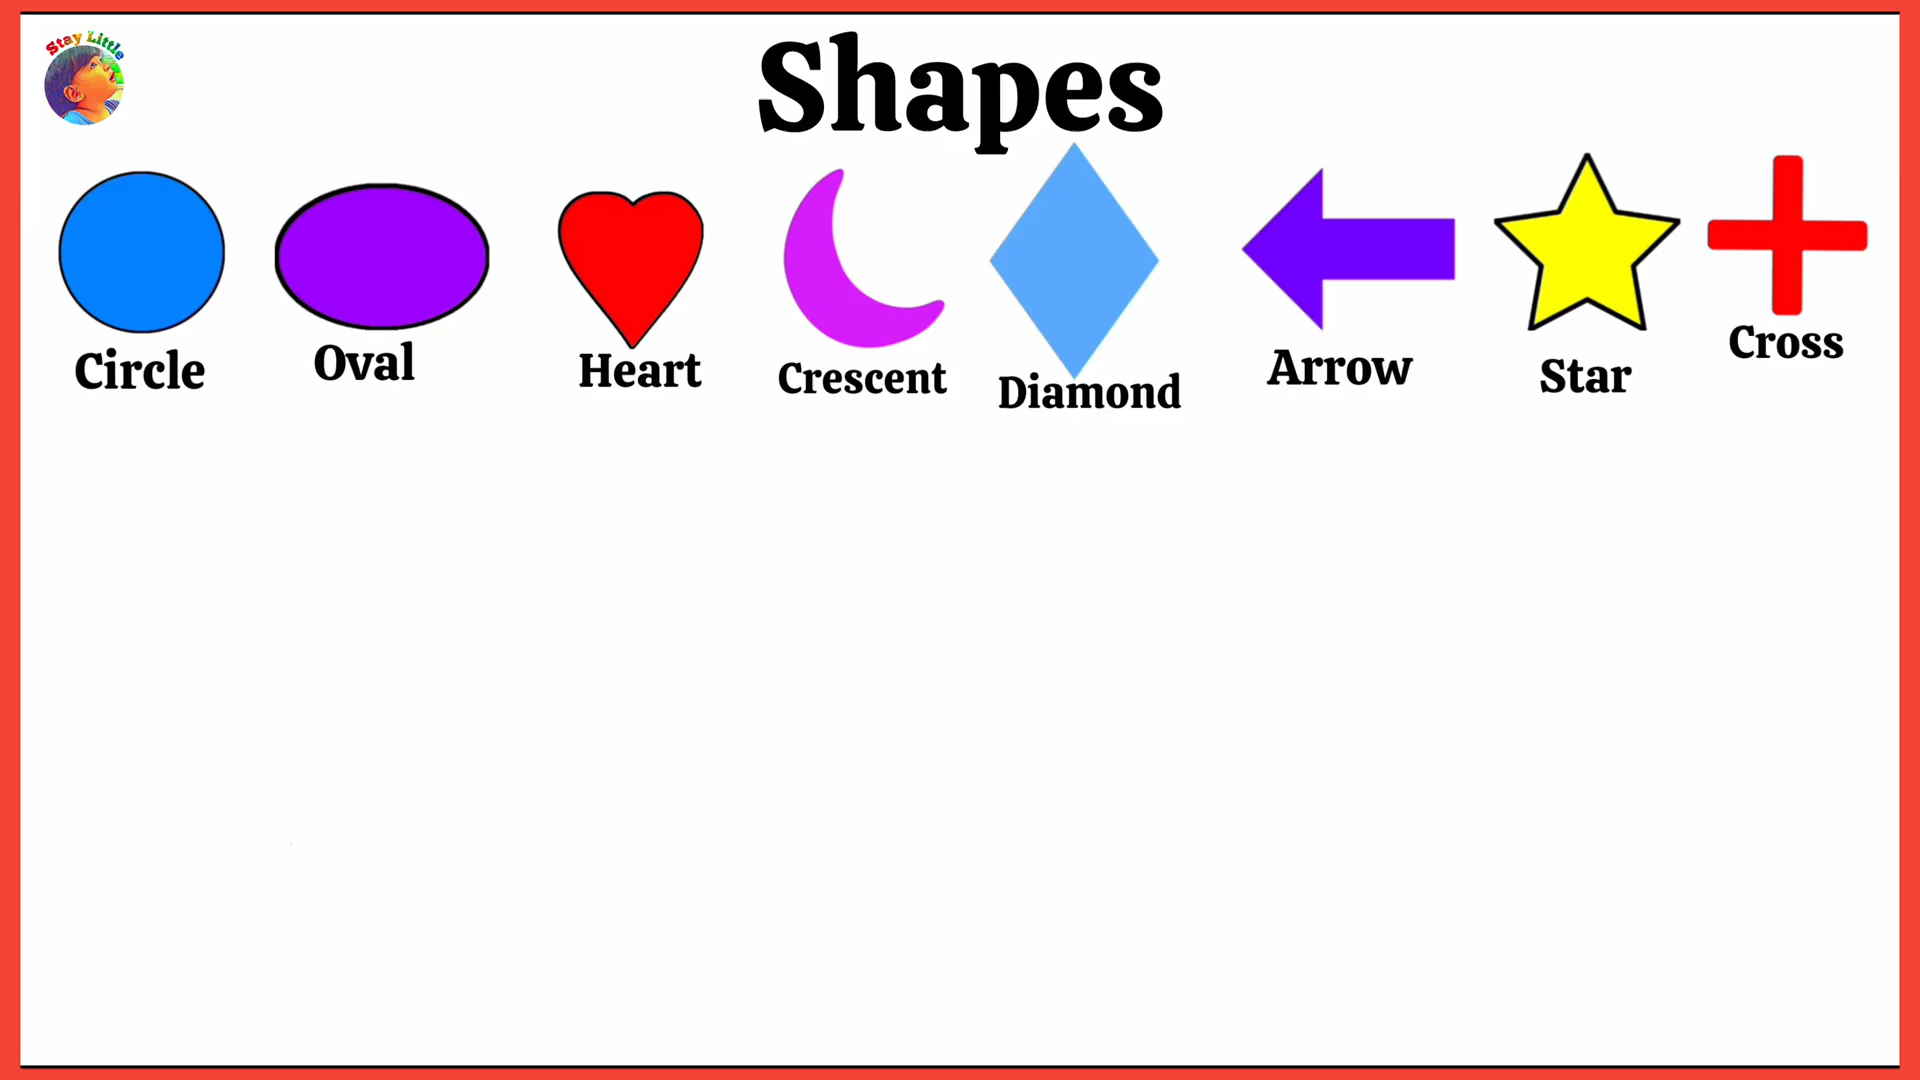 Stay Little
Shapes
Circle
Oval
Heart
Crescent
Diamond
Arrow
Star
Cross